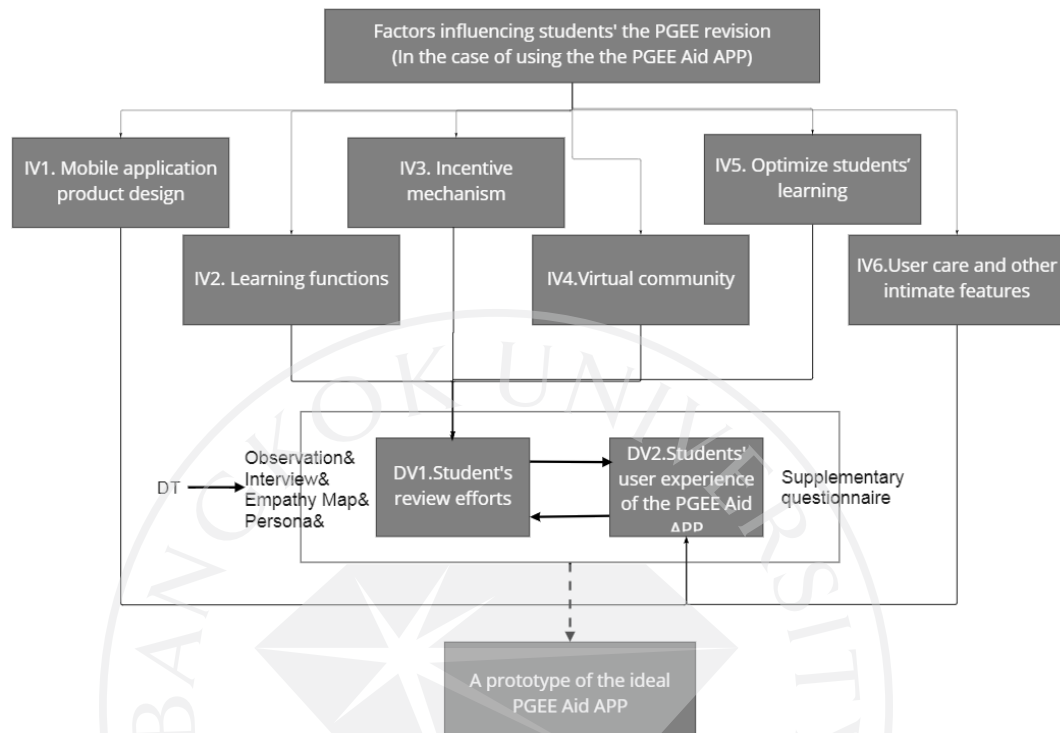 Factors influencing students' the PGEE revision
(In the case of using the the PGEE Aid APP)
IV1. Mobile application
product design
IV3. Incentive
mechanism
IV5. Optimize students'
learning
IV2. Learning functions
IV4.Virtual community
IV6.User care and other
intimate features
BANGKOK UNIVERSITY
DT
Observation&
Interview&
Empathy Map&
Persona&
DV1.Student's
review efforts
DV2.Students'
user experience
of the PGEE Aid
APP
Supplementary
questionnaire
A prototype of the ideal
PGEE Aid APP